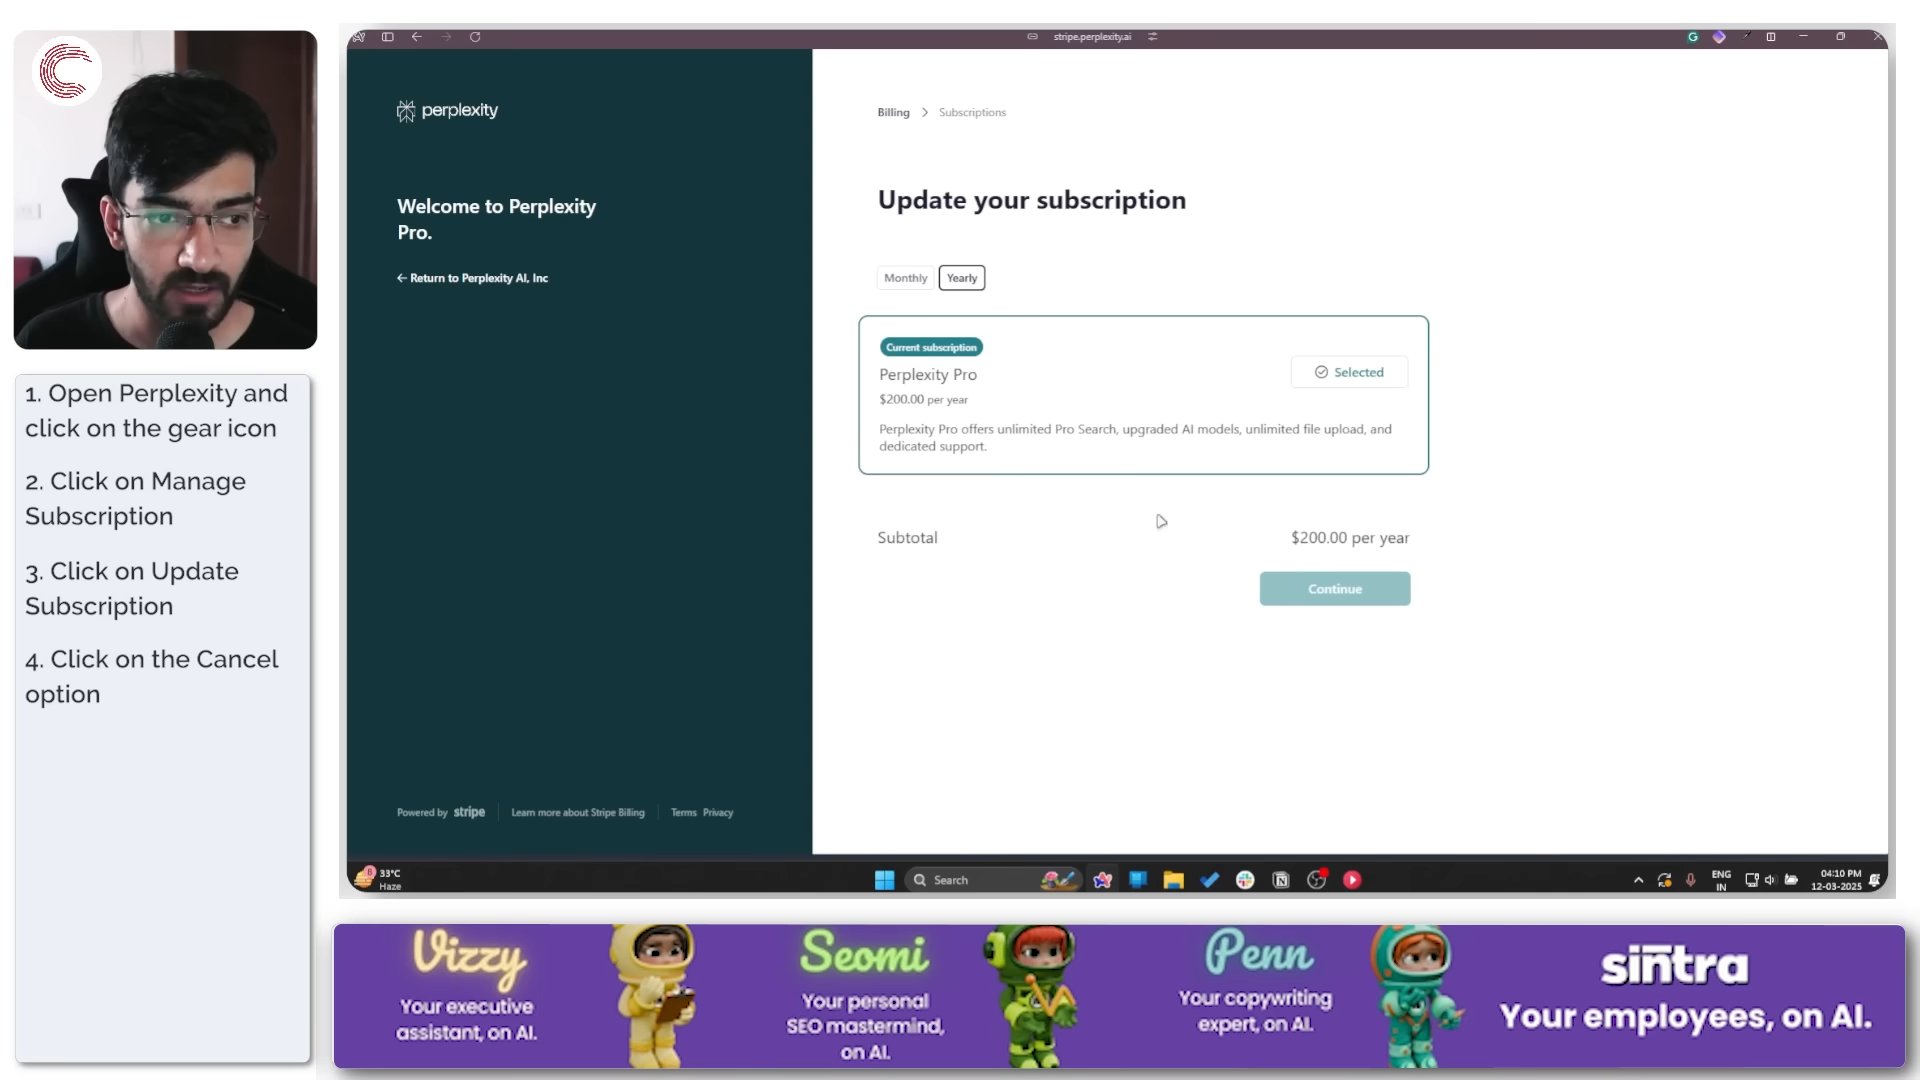 1. Open Perplexity and
click on the gear icon
2. Click on Manage
Subscription
3. Click on Update
Subscription
4. Click on the Cancel
option
stripe.perplexity.ai
perplexity
Welcome to Perplexity
Pro.
← Return to Perplexity AI, Inc
Powered by stripe
Learn more about Stripe Billing
Terms Privacy
Billing > Subscriptions
Update your subscription
Monthly Yearly
Current subscription
Perplexity Pro
$200.00 per year
Selected
Perplexity Pro offers unlimited Pro Search, upgraded AI models, unlimited file upload, and
dedicated support.
Subtotal $200.00 per year
Continue
33°C
Haze
Search
ENG
IN
04:10 PM
12-03-2025
Vizzy
Your executive
assistant, on AI.
Seomi
Your personal
SEO mastermind,
on AI.
Penn
Your copywriting
expert, on AI.
sintra
Your employees, on AI.